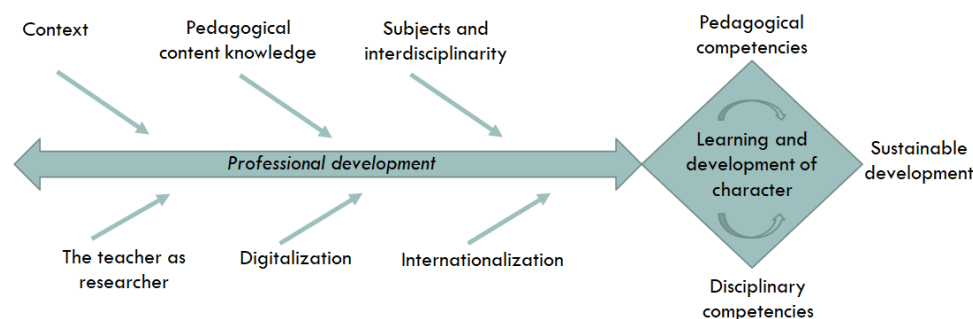 Context
Pedagogical
content knowledge
Subjects and
interdisciplinarity
Pedagogical
competencies
Professional development
Learning and
development of
character
Sustainable
development
The teacher as
researcher
Digitalization
Internationalization
Disciplinary
competencies